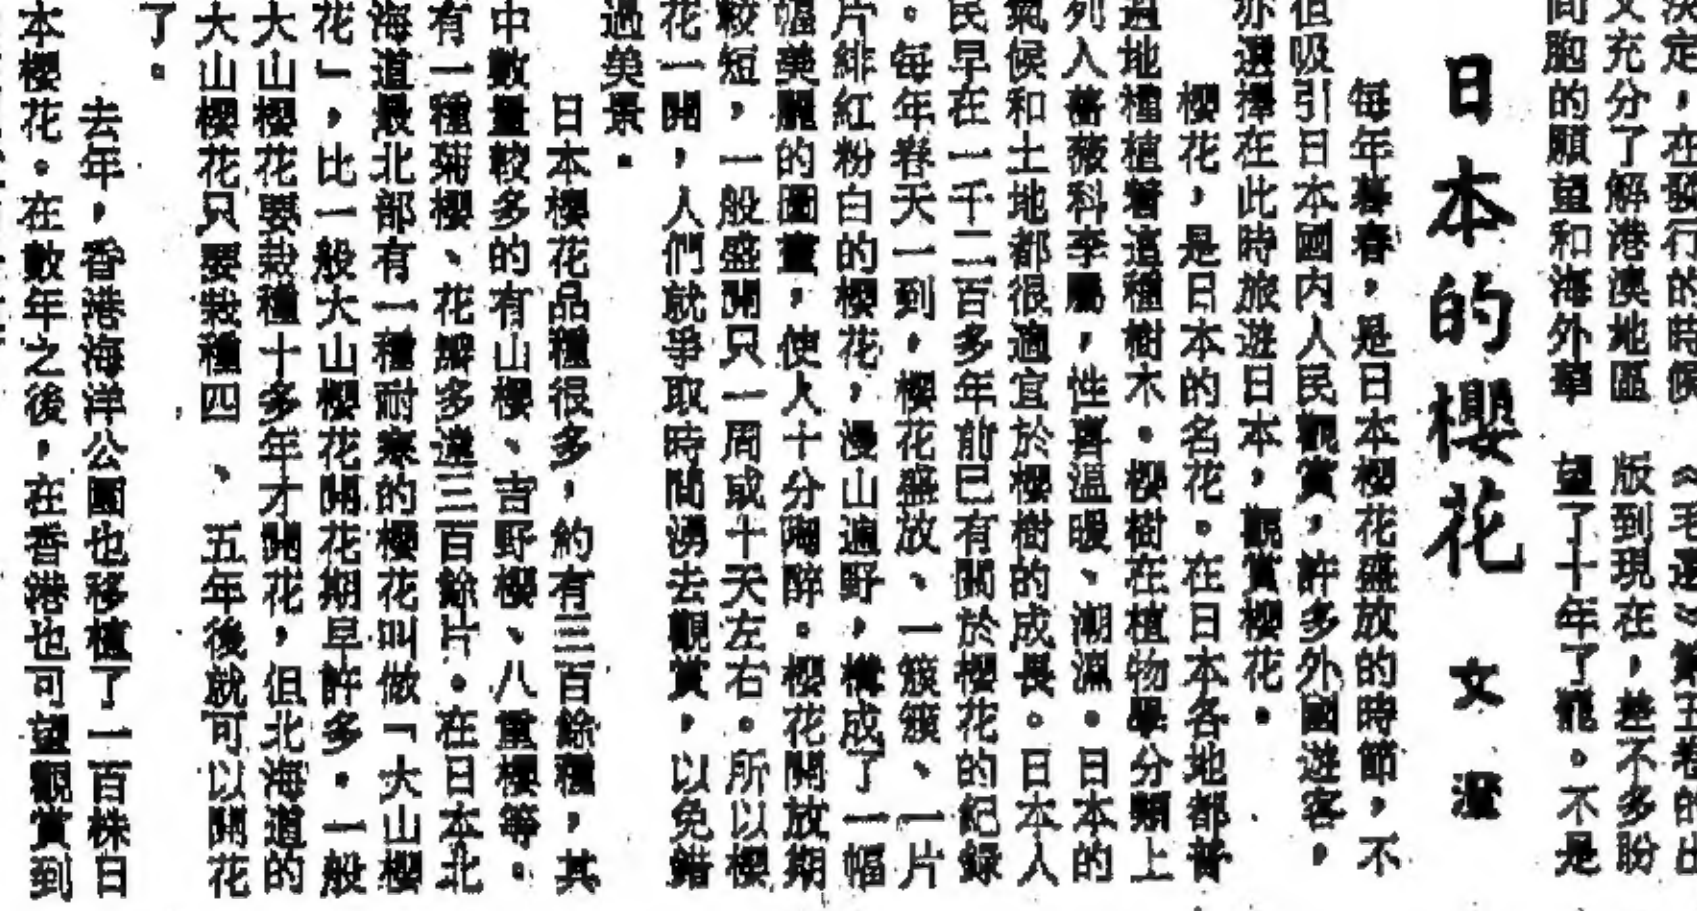 決定，在發行的時候
又充分了解港澳地區
同胞的願望和海外華
《毛選》第五卷的出
版到現在，差不多盼
望了十年了罷。不是
日本的櫻花 文
每年暮春，是日本櫻花盛放的時節，不
但吸引日本國内人民觀賞，許多外國遊客，
亦選擇在此時旅遊日本，觀賞櫻花。
櫻花，是日本的名花。在日本各地都普
遍地種植着這種樹木。櫻樹在植物學分類上
列入薔薇科李屬，性喜溫暖、潮濕。日本的
氣候和土地都很適宜於櫻樹的成長。日本人
民早在一千二百多年前已有關於櫻花的紀錄
。每年春天一到，櫻花盛放、一簇簇、一片
片緋紅粉白的櫻花，漫山遍野，構成了一幅
幅美麗的圖畫，使人十分陶醉。櫻花開放期
較短，一般盛開只一周或十天左右。所以櫻
花一開，人們就爭取時間湧去觀賞，以免錯
過美景。
日本櫻花品種很多，約有三百餘種，其
中數量較多的有山櫻、吉野櫻、八重櫻等。
有一種菊櫻、花瓣多達三百餘片。在日本北
海道最北部有一種耐寒的櫻花叫做「大山櫻
花」，比一般大山櫻花開花期早許多。一般
大山櫻花要栽種十多年才開花，但北海道的
大山櫻花只要栽種四、五年後就可以開花
了。
去年，香港海洋公園也移植了一百株日
本櫻花。在數年之後，在香港也可望觀賞到